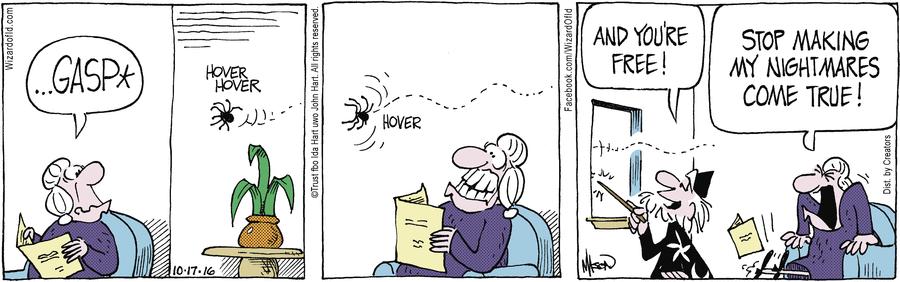 WizardofId.com
...GASP*
HOVER
HOVER
10-17-16
©Trust fbo Ida Hart uwo John Hart. All rights reserved.
HOVER
Facebook.com/WizardOfId
AND YOU'RE
FREE!
STOP MAKING
MY NIGHTMARES
COME TRUE!
Dist. by Creators